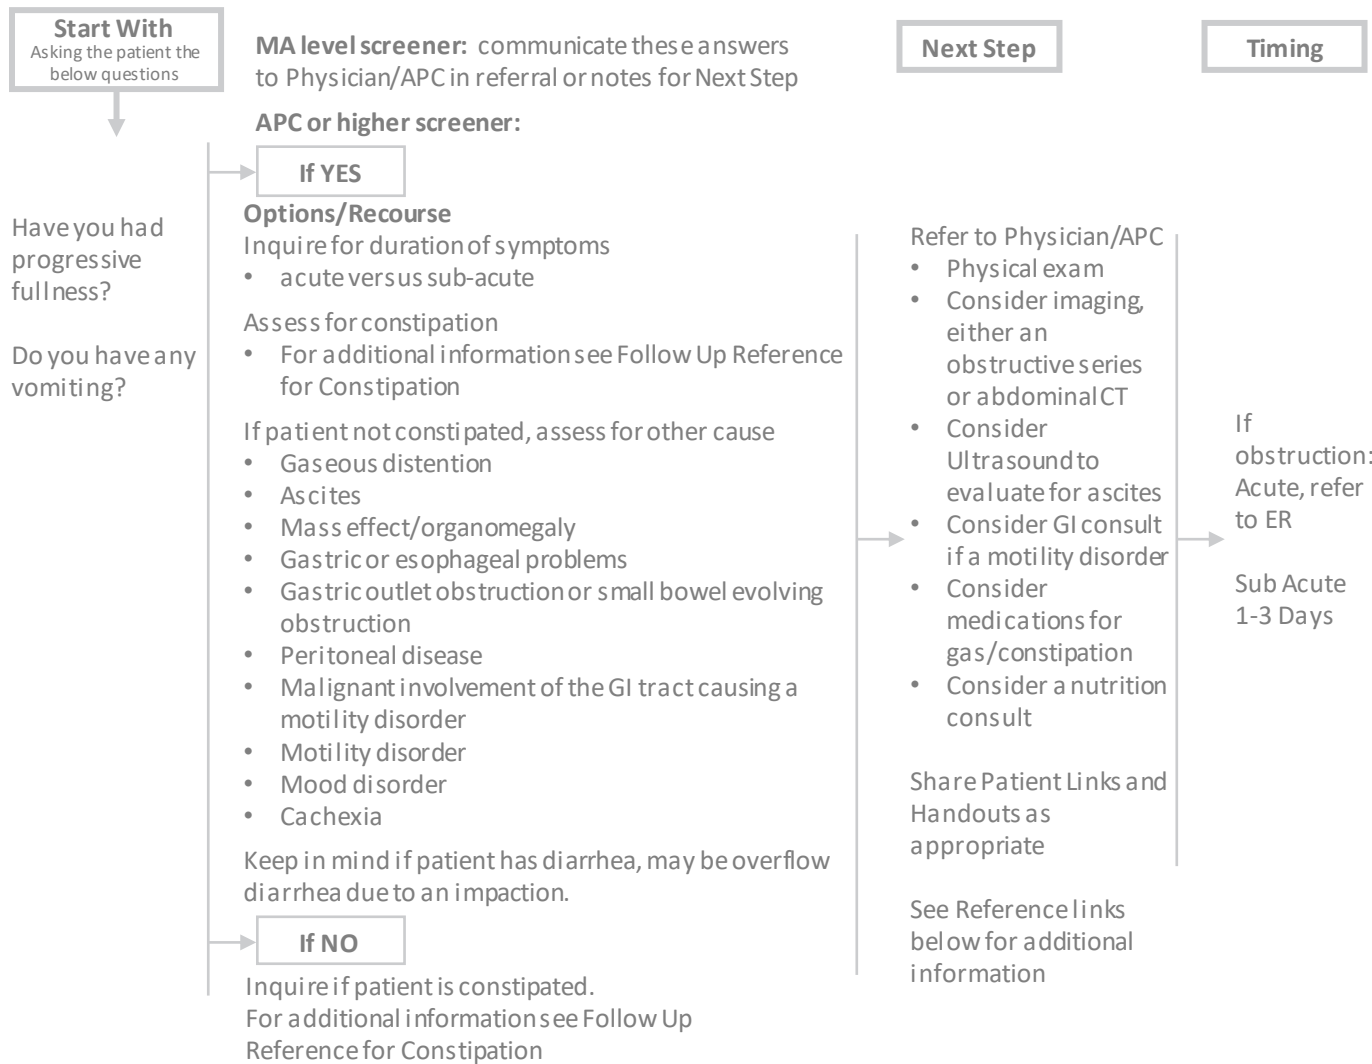 Start With
Asking the patient the
below questions
MA level screener: communicate these answers
to Physician/APC in referral or notes for Next Step
APC or higher screener:
Next Step
Timing
Have you had
progressive
fullness?
Do you have any
vomiting?
If YES
Options/Recourse
Inquire for duration of symptoms
• acute versus sub-acute
Assess for constipation
• For additional information see Follow Up Reference
for Constipation
If patient not constipated, assess for other cause
• Gaseous distention
• Ascites
• Mass effect/organomegaly
• Gastric or esophageal problems
• Gastric outlet obstruction or small bowel evolving
obstruction
• Peritoneal disease
• Malignant involvement of the GI tract causing a
motility disorder
• Motility disorder
• Mood disorder
• Cachexia
Keep in mind if patient has diarrhea, may be overflow
diarrhea due to an impaction.
If NO
Inquire if patient is constipated.
For additional information see Follow Up
Reference for Constipation
Refer to Physician/APC
• Physical exam
• Consider imaging,
either an
obstructive series
or abdominal CT
• Consider
Ultrasound to
evaluate for ascites
• Consider GI consult
if a motility disorder
• Consider
medications for
gas/constipation
• Consider a nutrition
consult
Share Patient Links and
Handouts as
appropriate
See Reference links
below for additional
information
If
obstruction:
Acute, refer
to ER
Sub Acute
1-3 Days